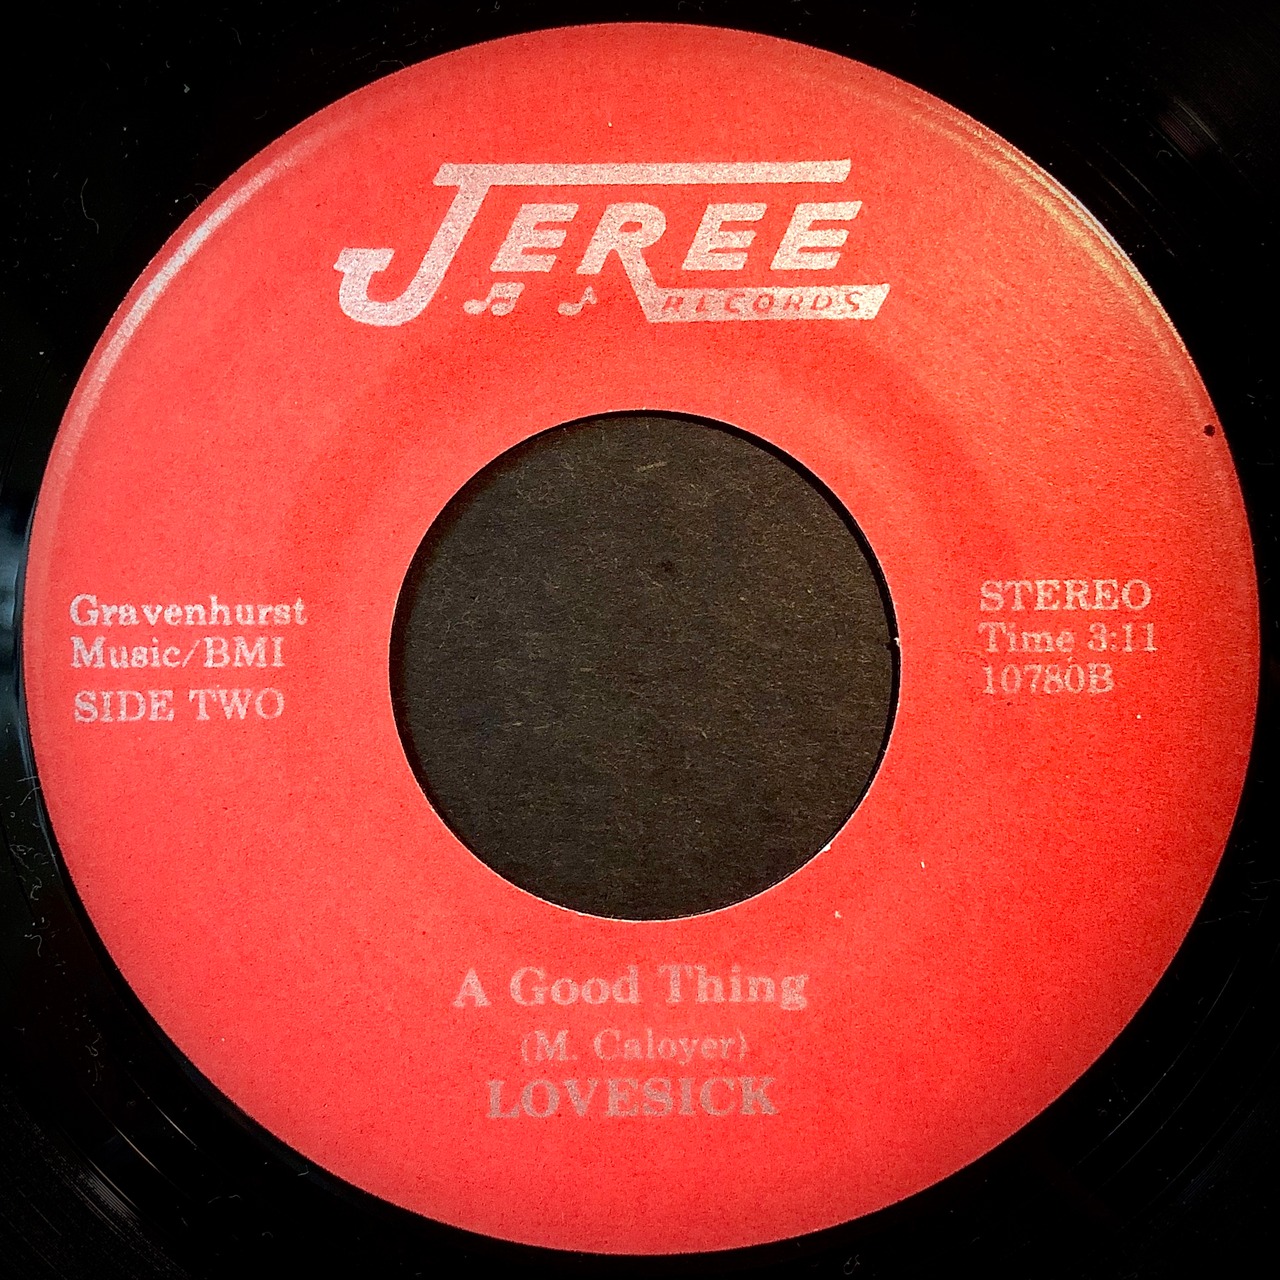 JEREE
RECORDS
Gravenhurst
Music/BMI
SIDE TWO
STEREO
Time 3:11
10780B
A Good Thing
(M. Caloyer)
LOVESICK